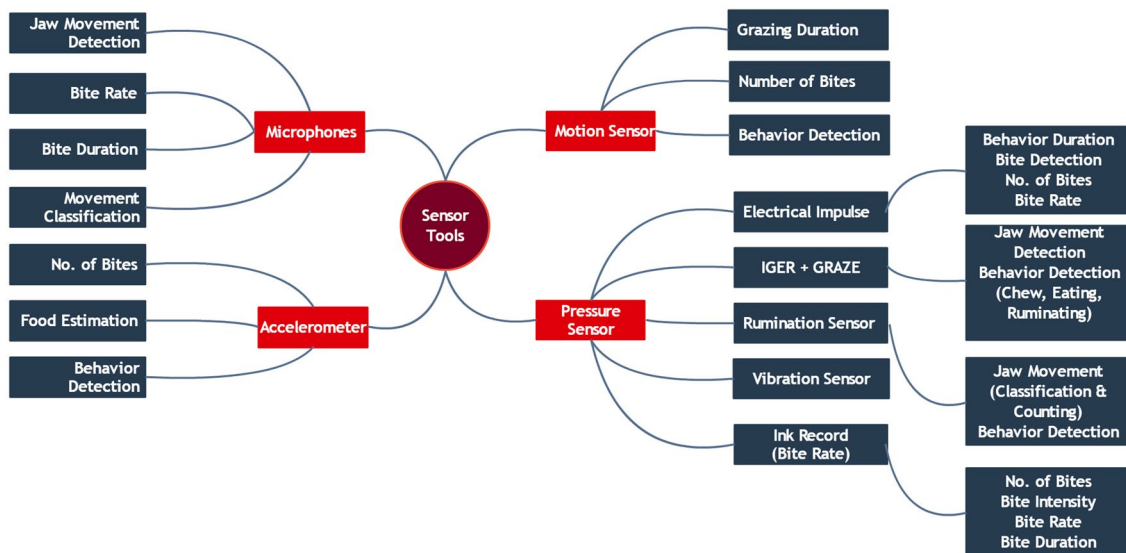 Jaw Movement
Detection
Bite Rate
Bite Duration
Movement
Classification
Microphones
No. of Bites
Food Estimation
Behavior
Detection
Accelerometer
Sensor
Tools
Motion Sensor
Grazing Duration
Number of Bites
Behavior Detection
Pressure
Sensor
Electrical Impulse
IGER + GRAZE
Rumination Sensor
Vibration Sensor
Ink Record
(Bite Rate)
Behavior Duration
Bite Detection
No. of Bites
Bite Rate
Jaw Movement
Detection
Behavior Detection
(Chew, Eating,
Ruminating)
Jaw Movement
(Classification &
Counting)
Behavior Detection
No. of Bites
Bite Intensity
Bite Rate
Bite Duration